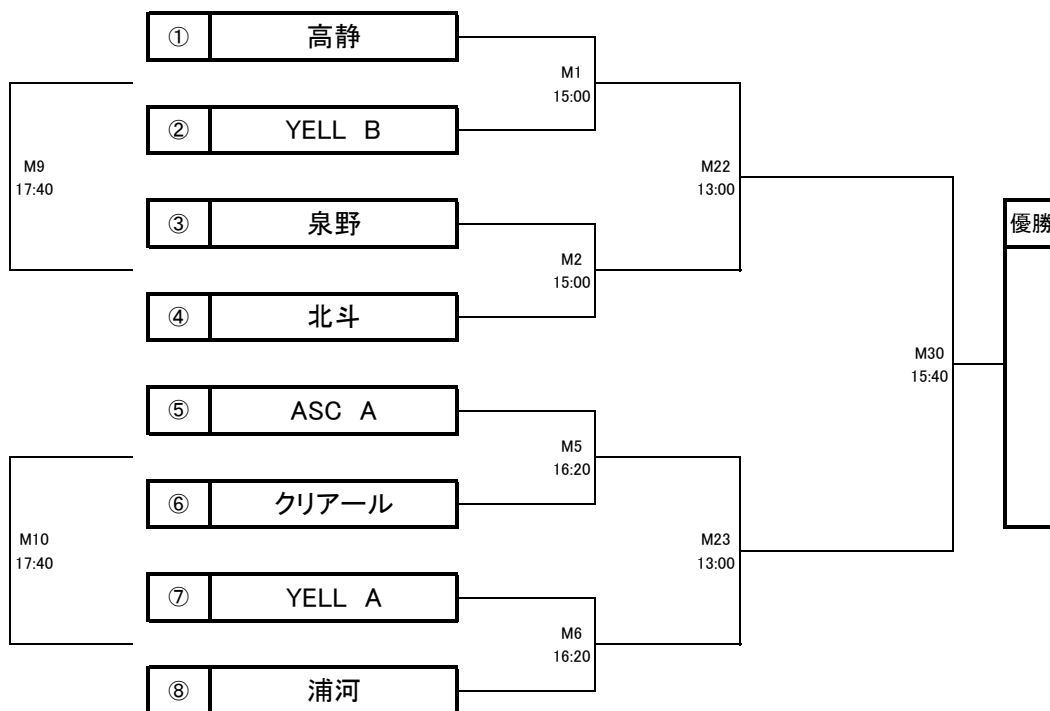 ① 高静
M1
15:00
② YELL B
M9
17:40
M22
13:00
③ 泉野
優勝
M2
15:00
④ 北斗
M30
15:40
⑤ ASC A
M5
16:20
⑥ クリアール
M10
17:40
M23
13:00
⑦ YELL A
M6
16:20
⑧ 浦河